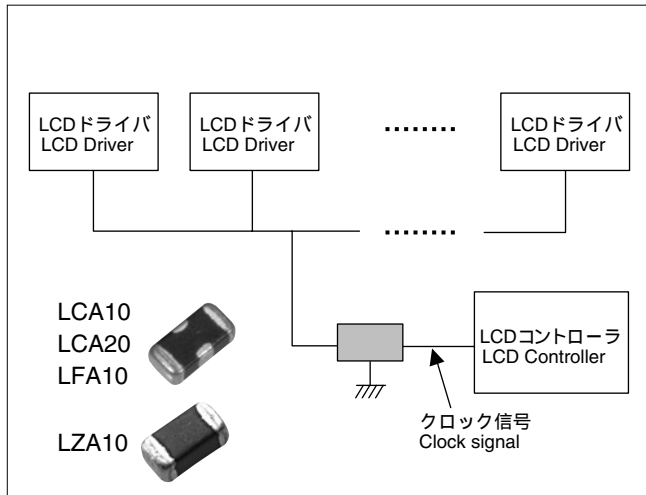 LCDドライバ
LCD Driver
LCDドライバ
LCD Driver
LCDドライバ
LCD Driver
LCA10
LCA20
LFA10
LZA10
LCDコントローラ
LCD Controller
クロック信号
Clock signal